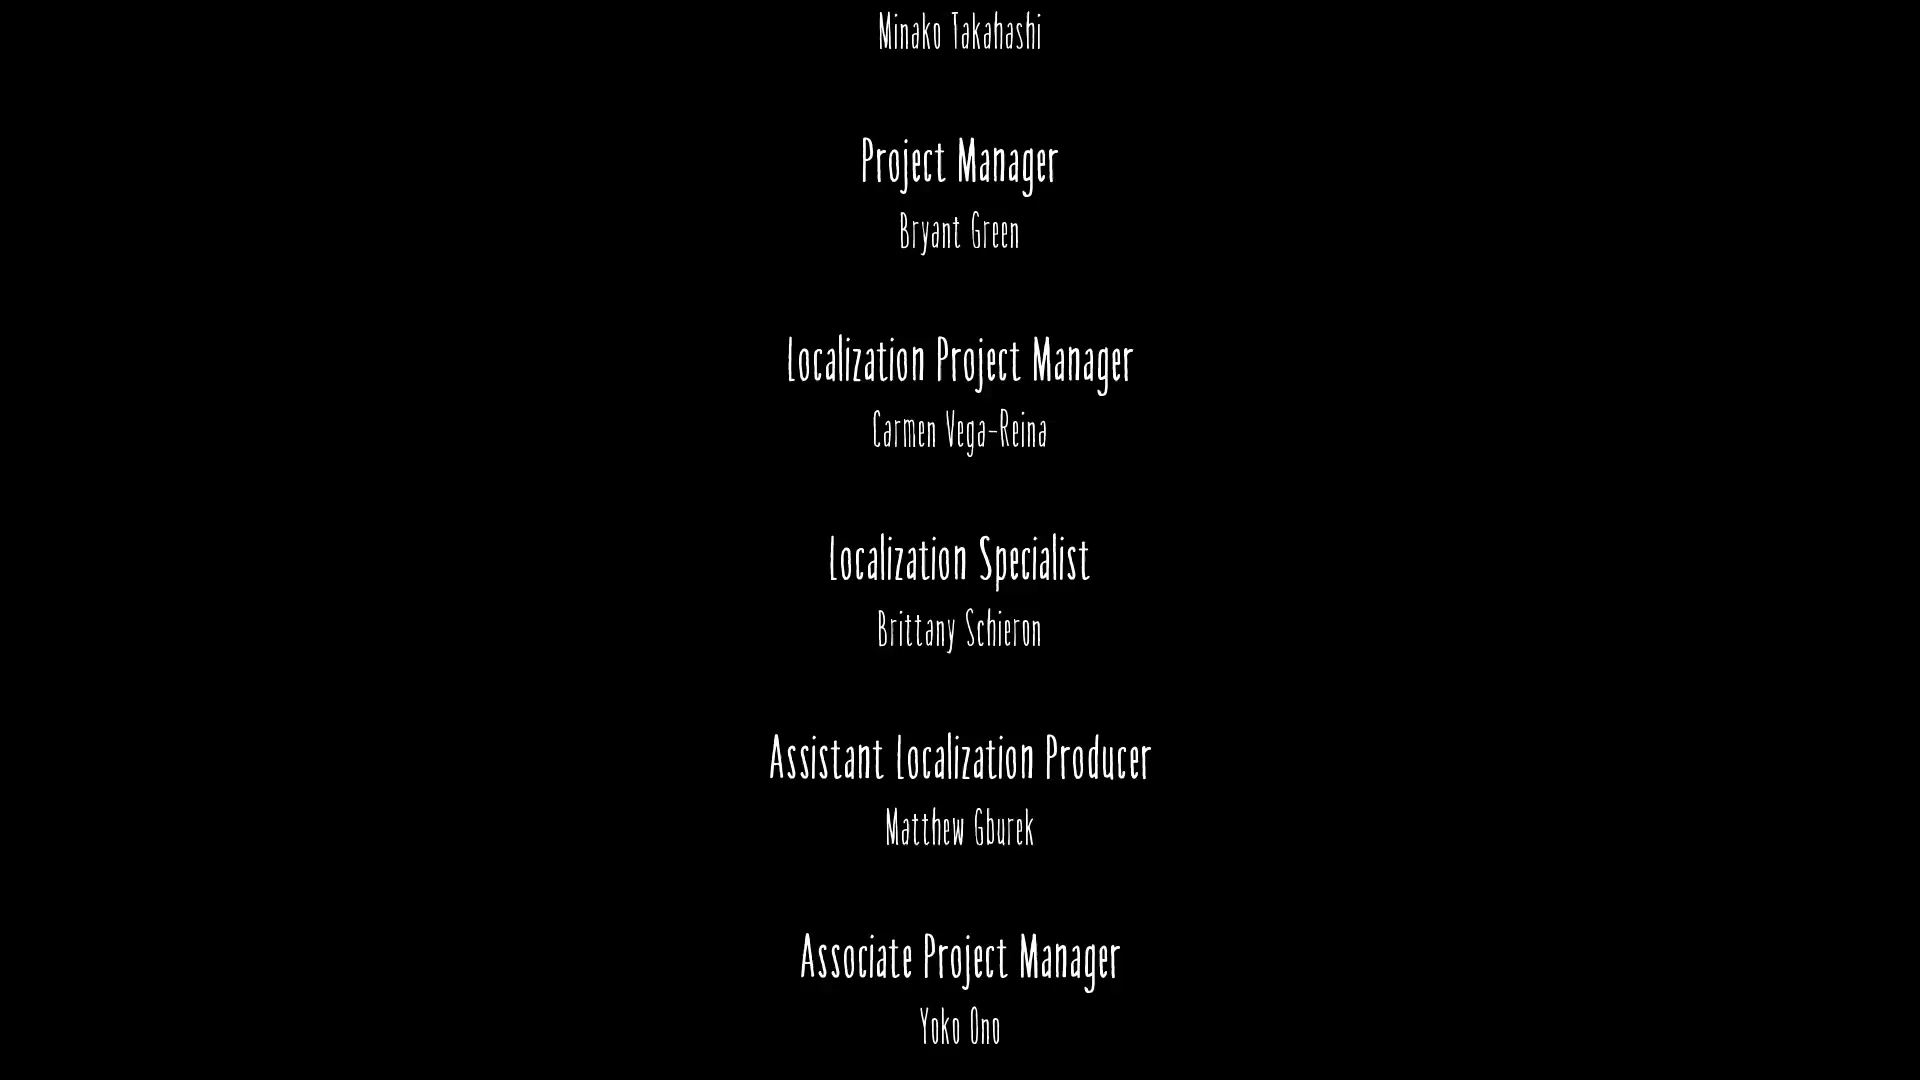 Minako Takahashi
Project Manager
Bryant Green
Localization Project Manager
Carmen Vega-Reina
Localization Specialist
Brittany Schieron
Assistant Localization Producer
Matthew Gburek
Associate Project Manager
Yoko Ono